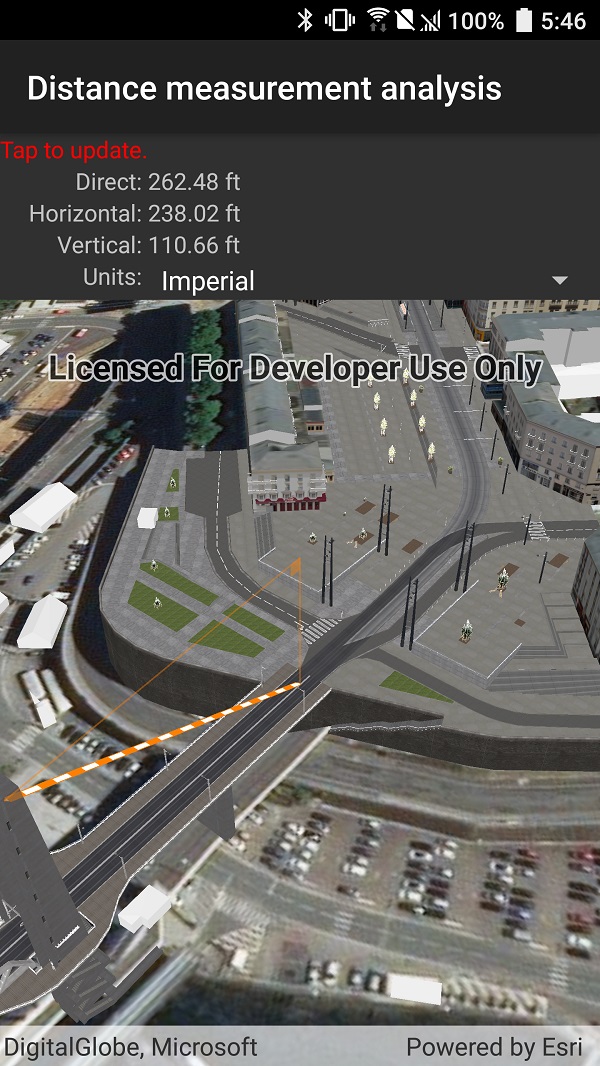 100% 5:46
Distance measurement analysis
Tap to update.
Direct: 262.48 ft
Horizontal: 238.02 ft
Vertical: 110.66 ft
Units: Imperial
Licensed For Developer Use Only
DigitalGlobe, Microsoft Powered by Esri